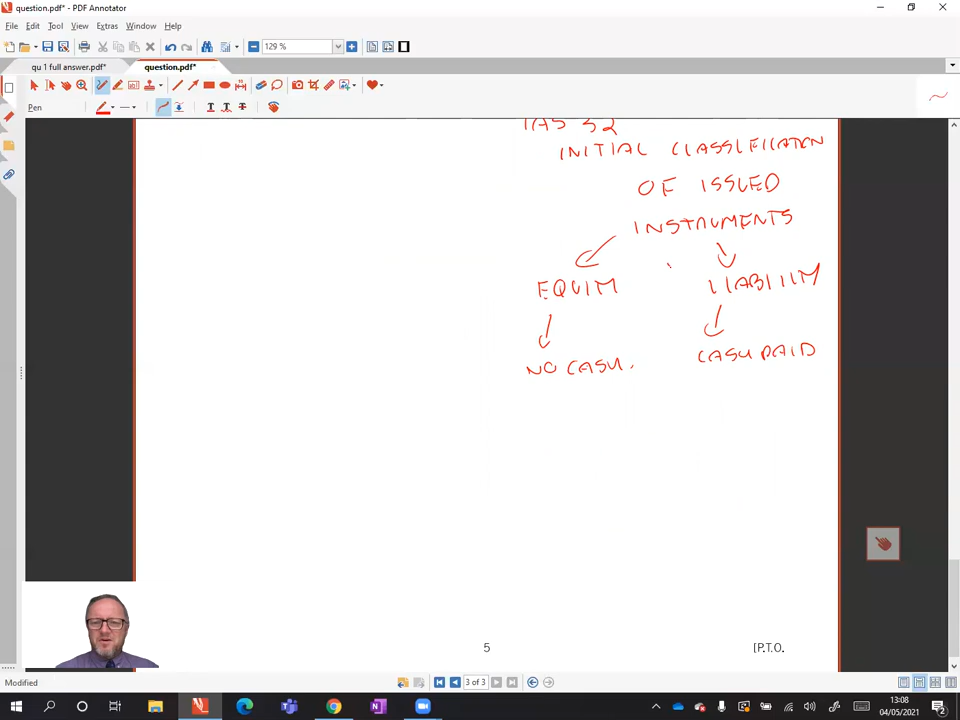 question.pdf* - PDF Annotator
File Edit Tool View Extras Window Help
129 %
qu 1 full answer.pdf* question.pdf*
Pen
IAS 32
INITIAL CLASSIFICATION
OF ISSUED
INSTRUMENTS
EQUITY LIABILITY
NO CASH. CASH PAID
5 [P.T.O.
3 of 3
Modified
13:08
04/05/2021
2